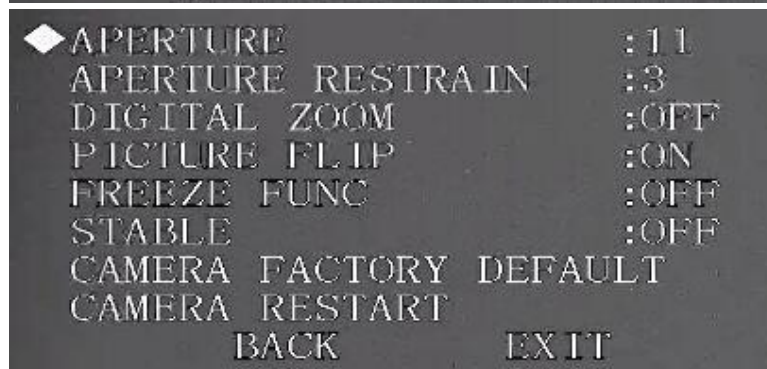 APERTURE :11
APERTURE RESTRAIN :3
DIGITAL ZOOM :OFF
PICTURE FLIP :ON
FREEZE FUNC :OFF
STABLE :OFF
CAMERA FACTORY DEFAULT
CAMERA RESTART
BACK EXIT